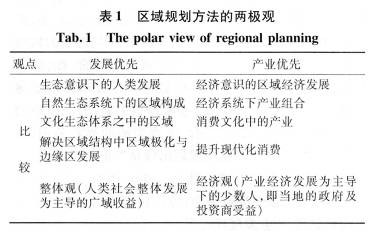 表1 区域规划方法的两极观
Tab. 1 The polar view of regional planning
观点 发展优先 产业优先
生态意识下的人类发展 经济意识的区域经济发展
自然生态系统下的区域构成 经济系统下产业组合
文化生态体系之中的区域 消费文化中的产业
比 解决区域结构中区域极化与
边缘区发展 提升现代化消费
较
整体观(人类社会整体发展 经济观(产业经济发展为主导
为主导的广域收益) 下的少数人,即当地的政府及
投资商受益)